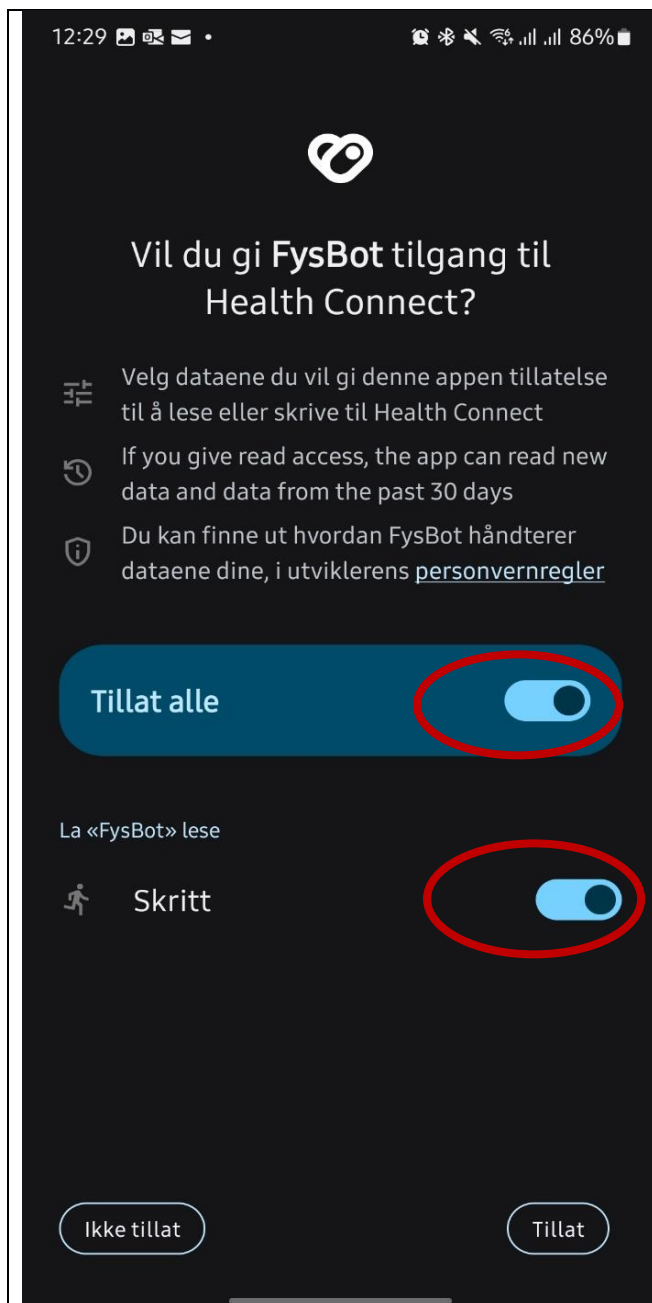 12:29
86%
Vil du gi FysBot tilgang til
Health Connect?
Velg dataene du vil gi denne appen tillatelse
til å lese eller skrive til Health Connect
If you give read access, the app can read new
data and data from the past 30 days
Du kan finne ut hvordan FysBot håndterer
dataene dine, i utviklerens personvernregler
Tillat alle
La «FysBot» lese
Skritt
Ikke tillat
Tillat